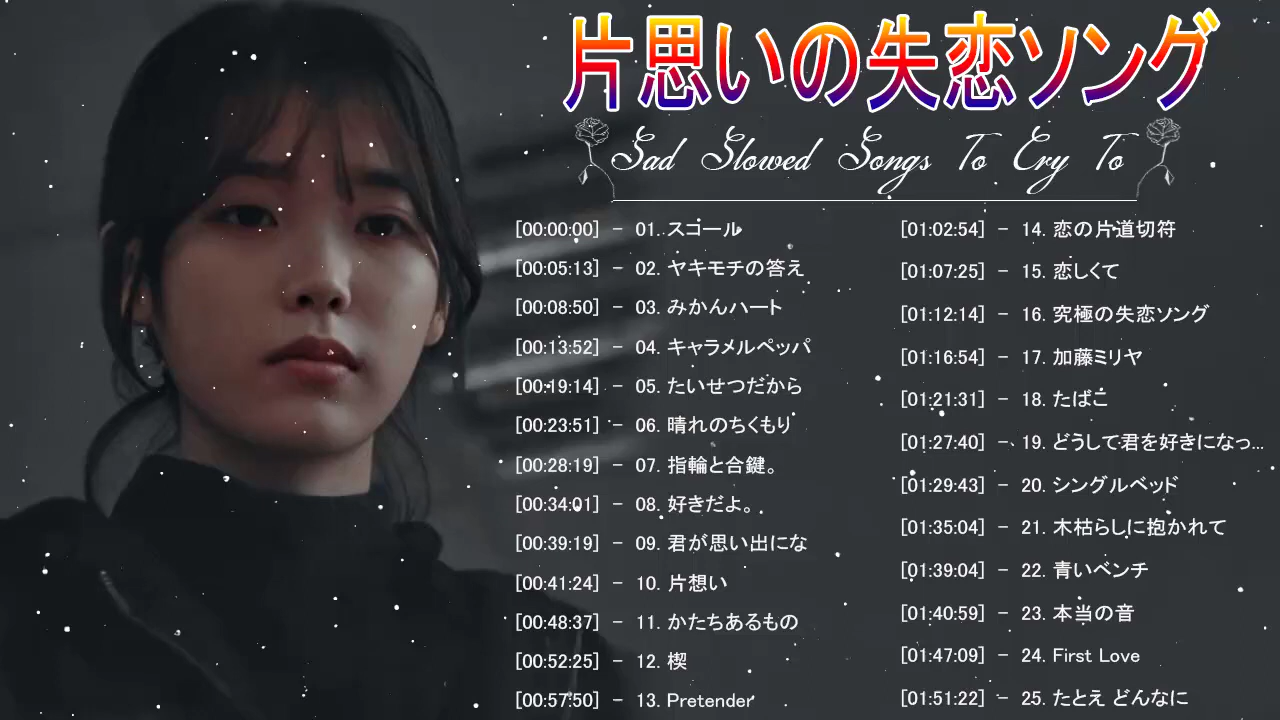 片思いの失恋ソング
Sad Slowed Songs To Cry To
[00:00:00] - 01. スゴール
[00:05:13] - 02. ヤキモチの答え
[00:08:50] - 03. みかんハート
[00:13:52] - 04. キャラメルペッパ
[00:19:14] - 05. たいせつだから
[00:23:51] - 06. 晴れのちくもり
[00:28:19] - 07. 指輪と合鍵。
[00:34:01] - 08. 好きだよ。
[00:39:19] - 09. 君が思い出にな
[00:41:24] - 10. 片想い
[00:48:37] - 11. かたちあるもの
[00:52:25] - 12. 楔
[00:57:50] - 13. Pretender
[01:02:54] - 14. 恋の片道切符
[01:07:25] - 15. 恋しくて
[01:12:14] - 16. 究極の失恋ソング
[01:16:54] - 17. 加藤ミリヤ
[01:21:31] - 18. たばこ
[01:27:40] - 19. どうして君を好きになっ...
[01:29:43] - 20. シングルベッド
[01:35:04] - 21. 木枯らしに抱かれて
[01:39:04] - 22. 青いベンチ
[01:40:59] - 23. 本当の音
[01:47:09] - 24. First Love
[01:51:22] - 25. たとえ どんなに